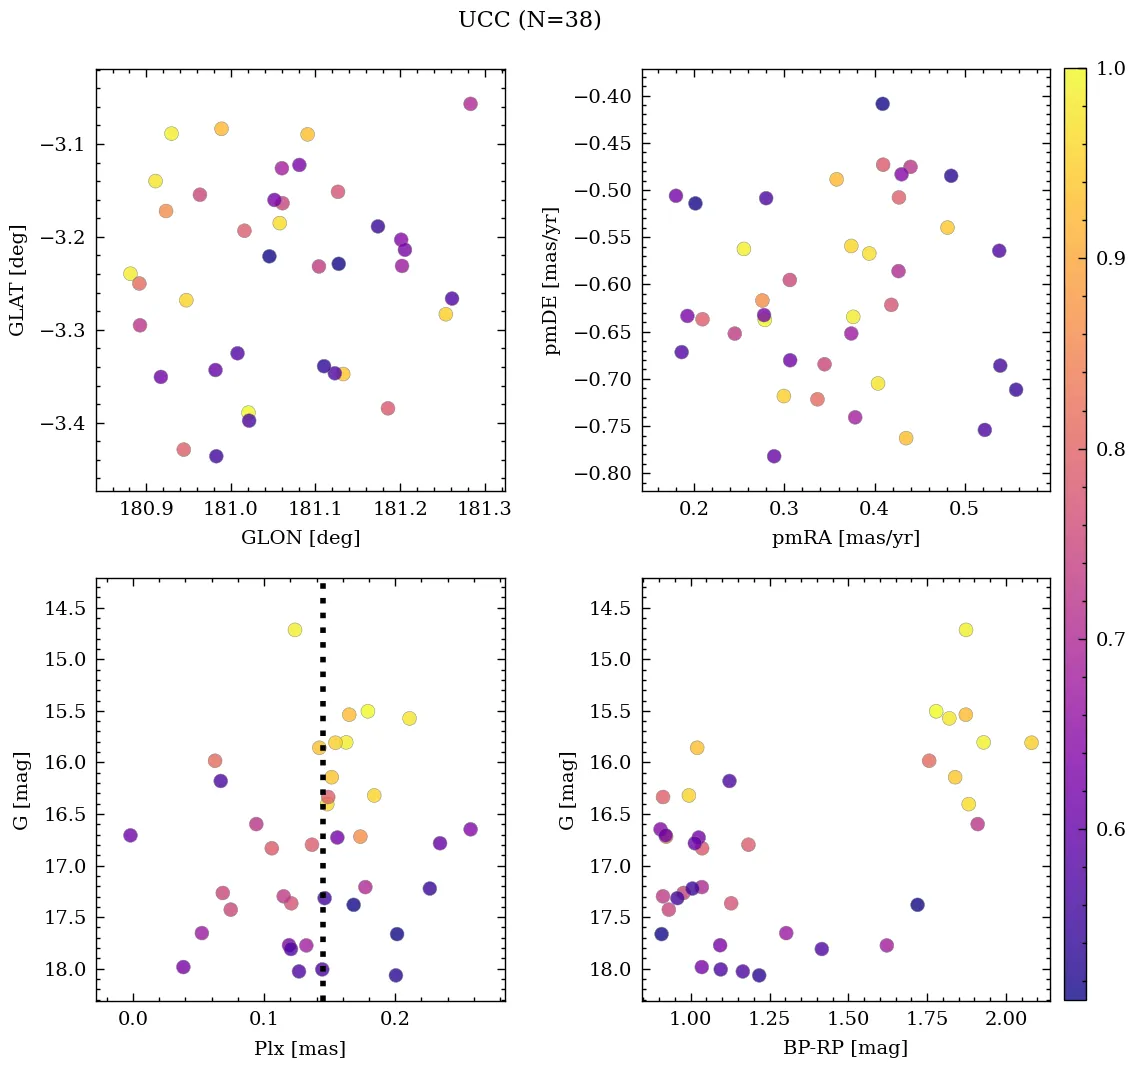 UCC (N=38)
−3.1
−3.2
−3.3
−3.4
GLAT [deg]
180.9 181.0 181.1 181.2 181.3
GLON [deg]
−0.40
−0.45
−0.50
−0.55
−0.60
−0.65
−0.70
−0.75
−0.80
pmDE [mas/yr]
0.2 0.3 0.4 0.5
pmRA [mas/yr]
1.0
0.9
0.8
0.7
0.6
14.5
15.0
15.5
16.0
16.5
17.0
17.5
18.0
G [mag]
0.0 0.1 0.2
Plx [mas]
14.5
15.0
15.5
16.0
16.5
17.0
17.5
18.0
G [mag]
1.00 1.25 1.50 1.75 2.00
BP-RP [mag]